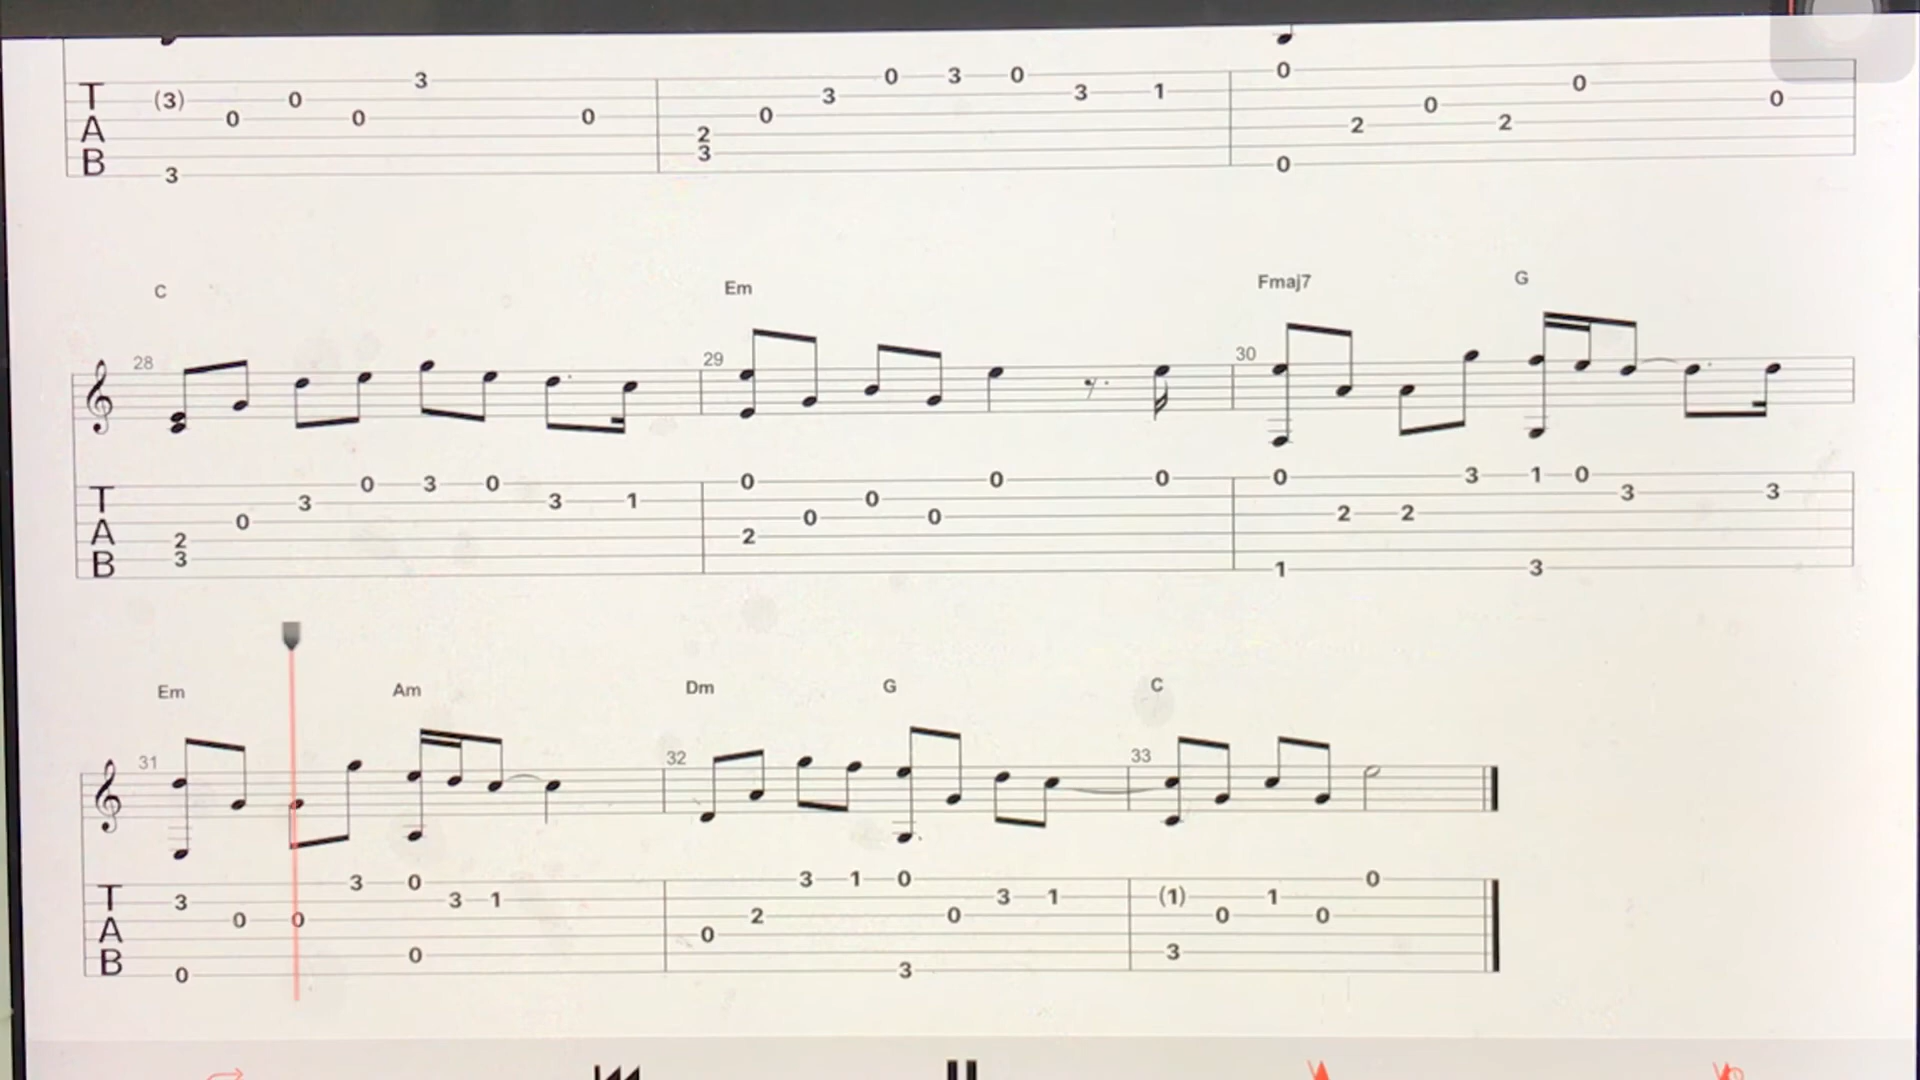 3
0 3 0
(3) 0 3 3 1 0 0 0
T 0 0 0 0 0 2 0 2
A 2
B 3
3 0
C Em Fmaj7 G
28 29 30
0 3 0 0 0 0 0 3 1 0
T 3 3 1 0 3 3
0 0 0 2 2
A 2 2
B 3
1 3
Em Am Dm G C
31 32 33
3 0 3 1 0 0
T 3 3 1 3 1 (1) 1
0 0 2 0 0 0
A 0
B 0 3
0 3